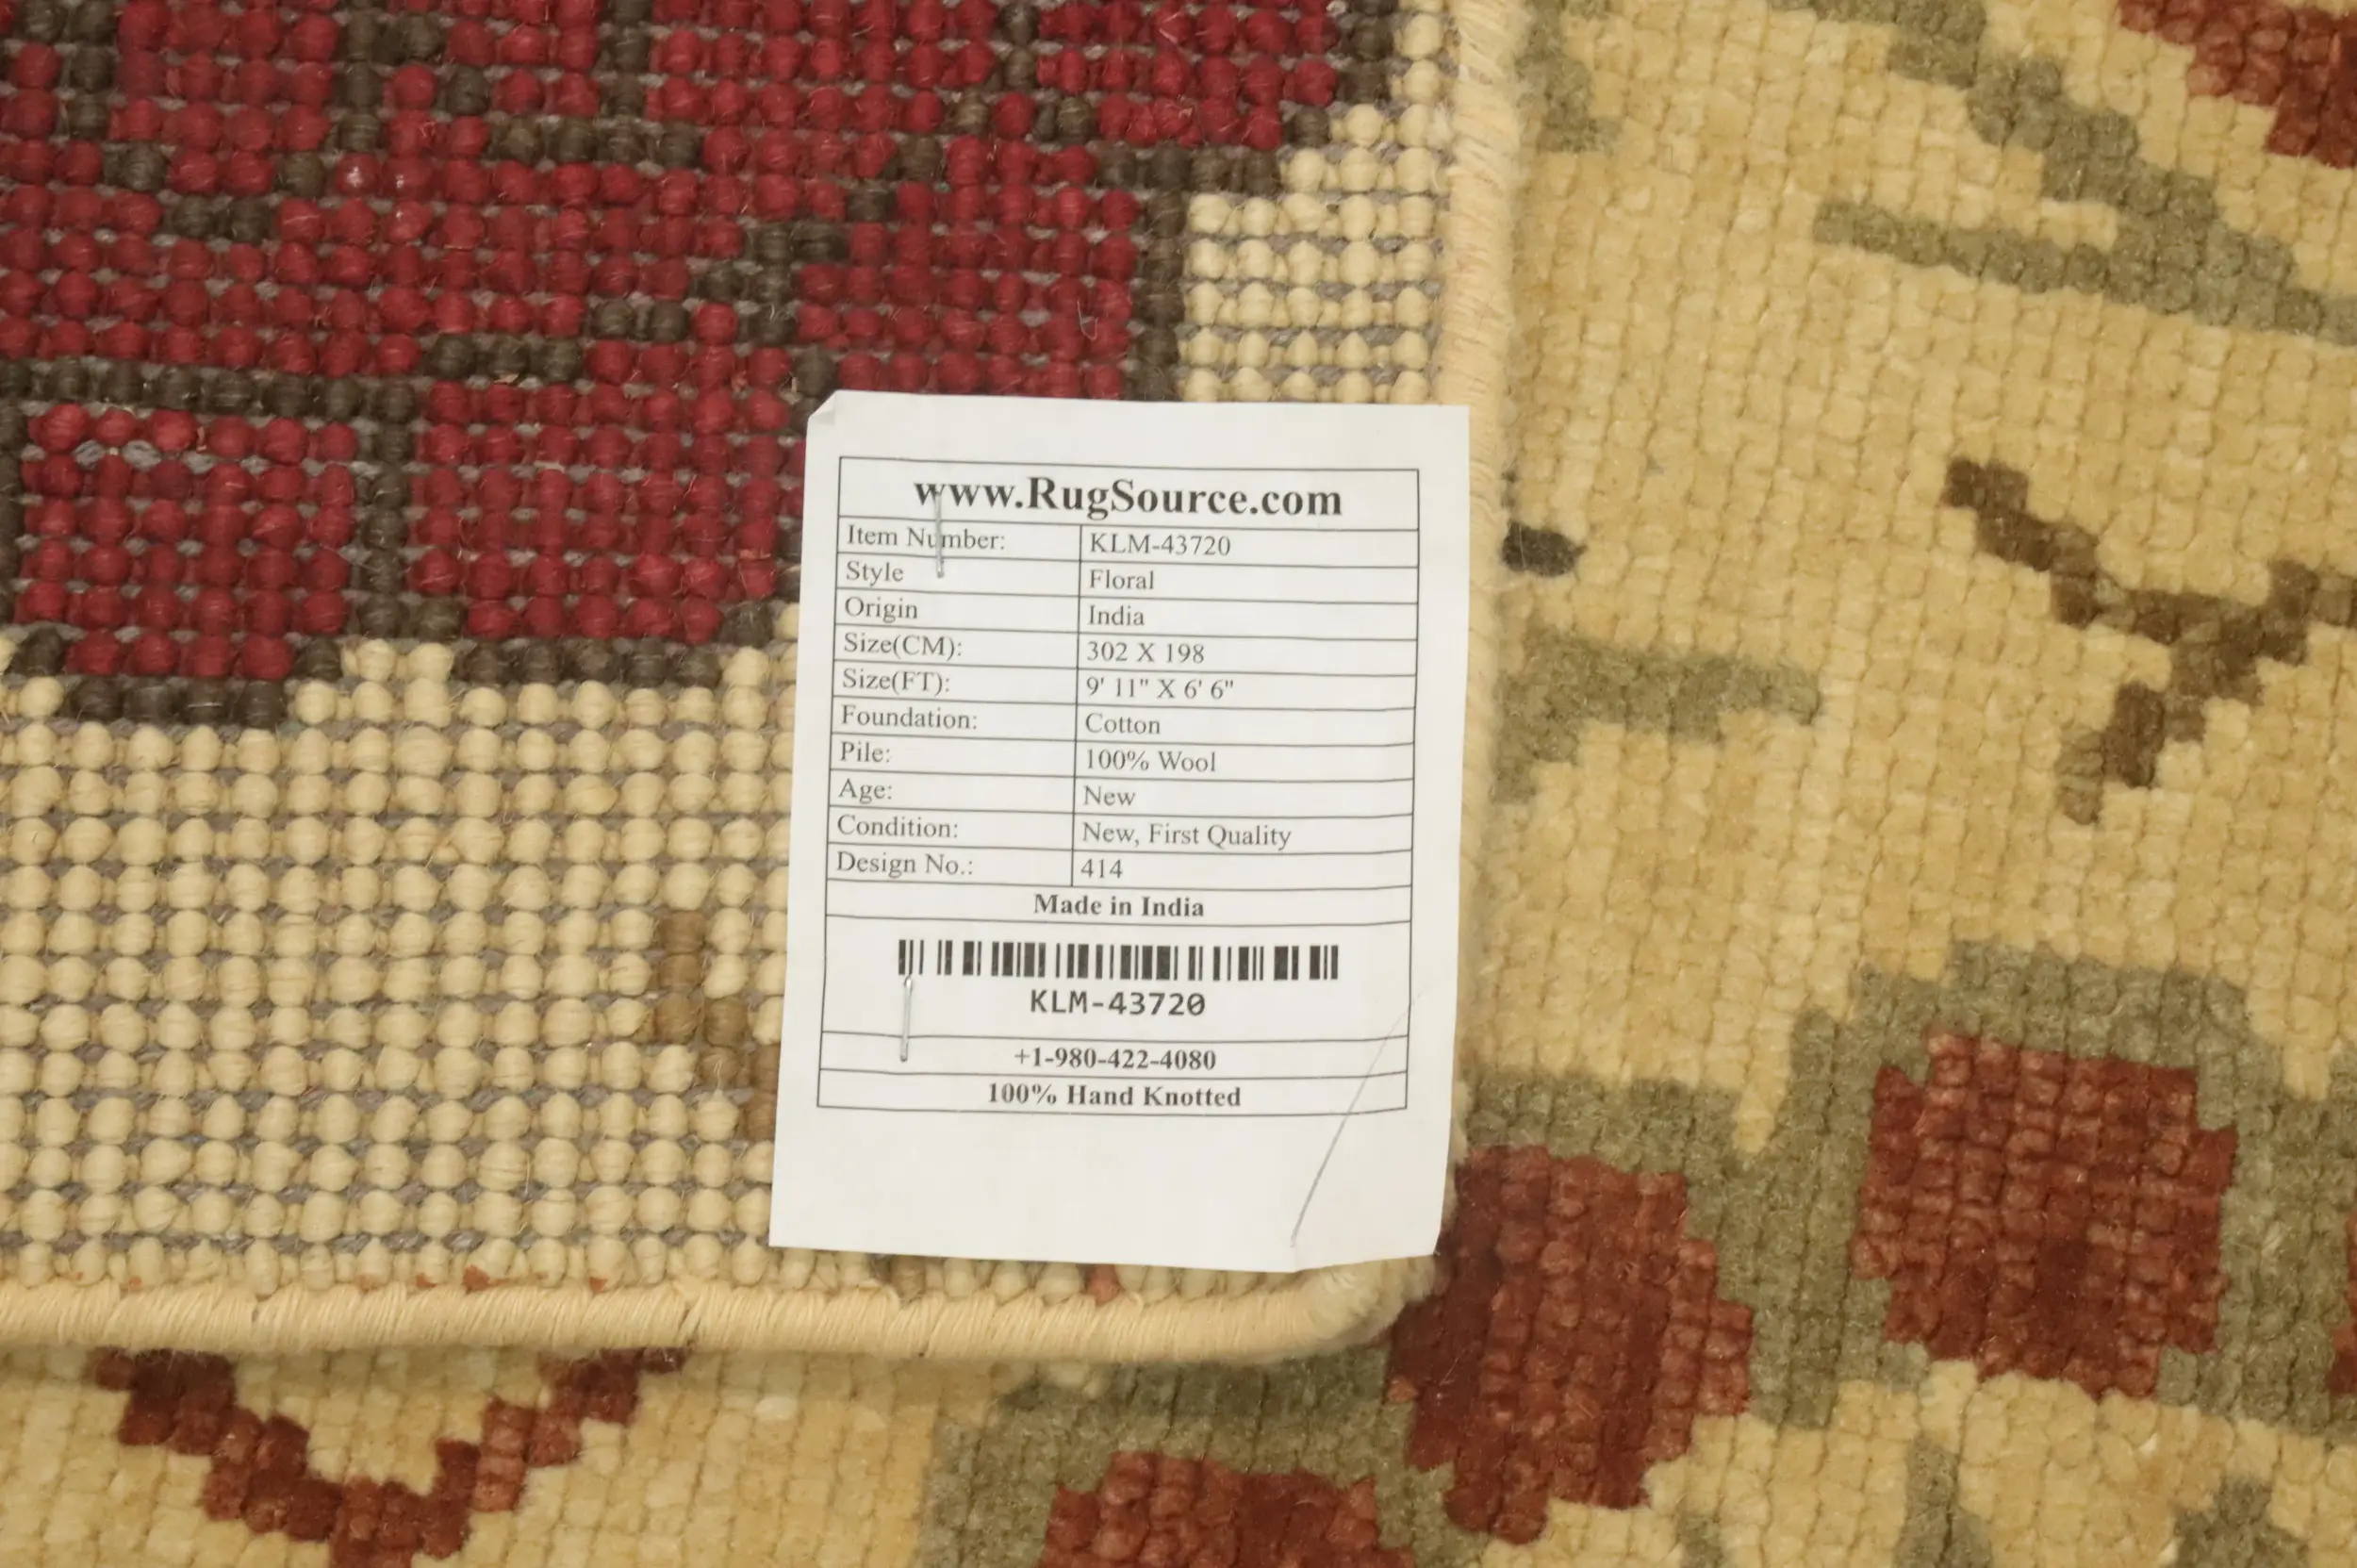 www.RugSource.com
Item Number: KLM-43720
Style Floral
Origin India
Size(CM): 302 X 198
Size(FT): 9' 11" X 6' 6"
Foundation: Cotton
Pile: 100% Wool
Age: New
Condition: New, First Quality
Design No.: 414
Made in India
KLM-43720
+1-980-422-4080
100% Hand Knotted